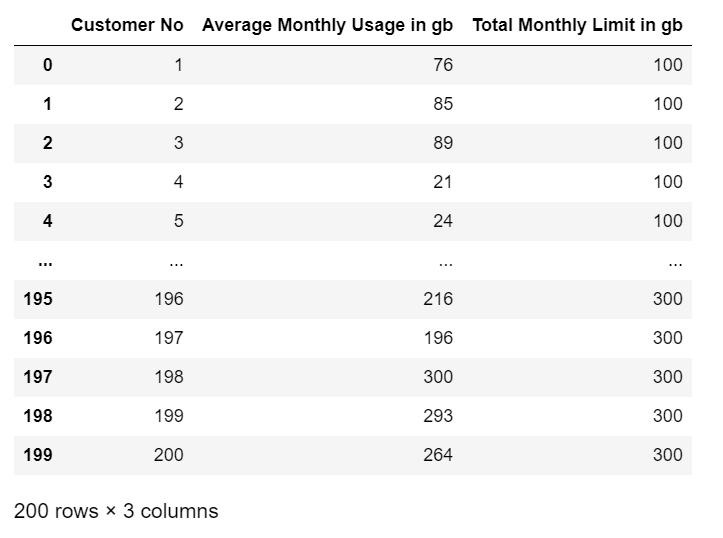 Customer No Average Monthly Usage in gb Total Monthly Limit in gb
0 1 76 100
1 2 85 100
2 3 89 100
3 4 21 100
4 5 24 100
... ... ... ...
195 196 216 300
196 197 196 300
197 198 300 300
198 199 293 300
199 200 264 300
200 rows × 3 columns